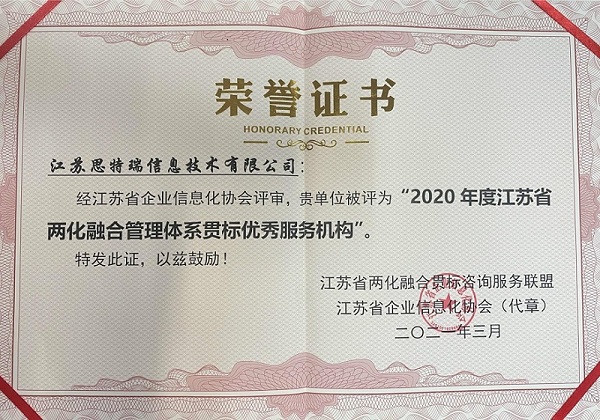 荣誉证书
HONORARY CREDENTIAL
江苏思特瑞信息技术有限公司：
经江苏省企业信息化协会评审，贵单位被评为“2020 年度江苏省
两化融合管理体系贯标优秀服务机构”。
特发此证，以兹鼓励！
江苏省两化融合贯标咨询服务联盟
江苏省企业信息化协会（代章）
二〇二一年三月